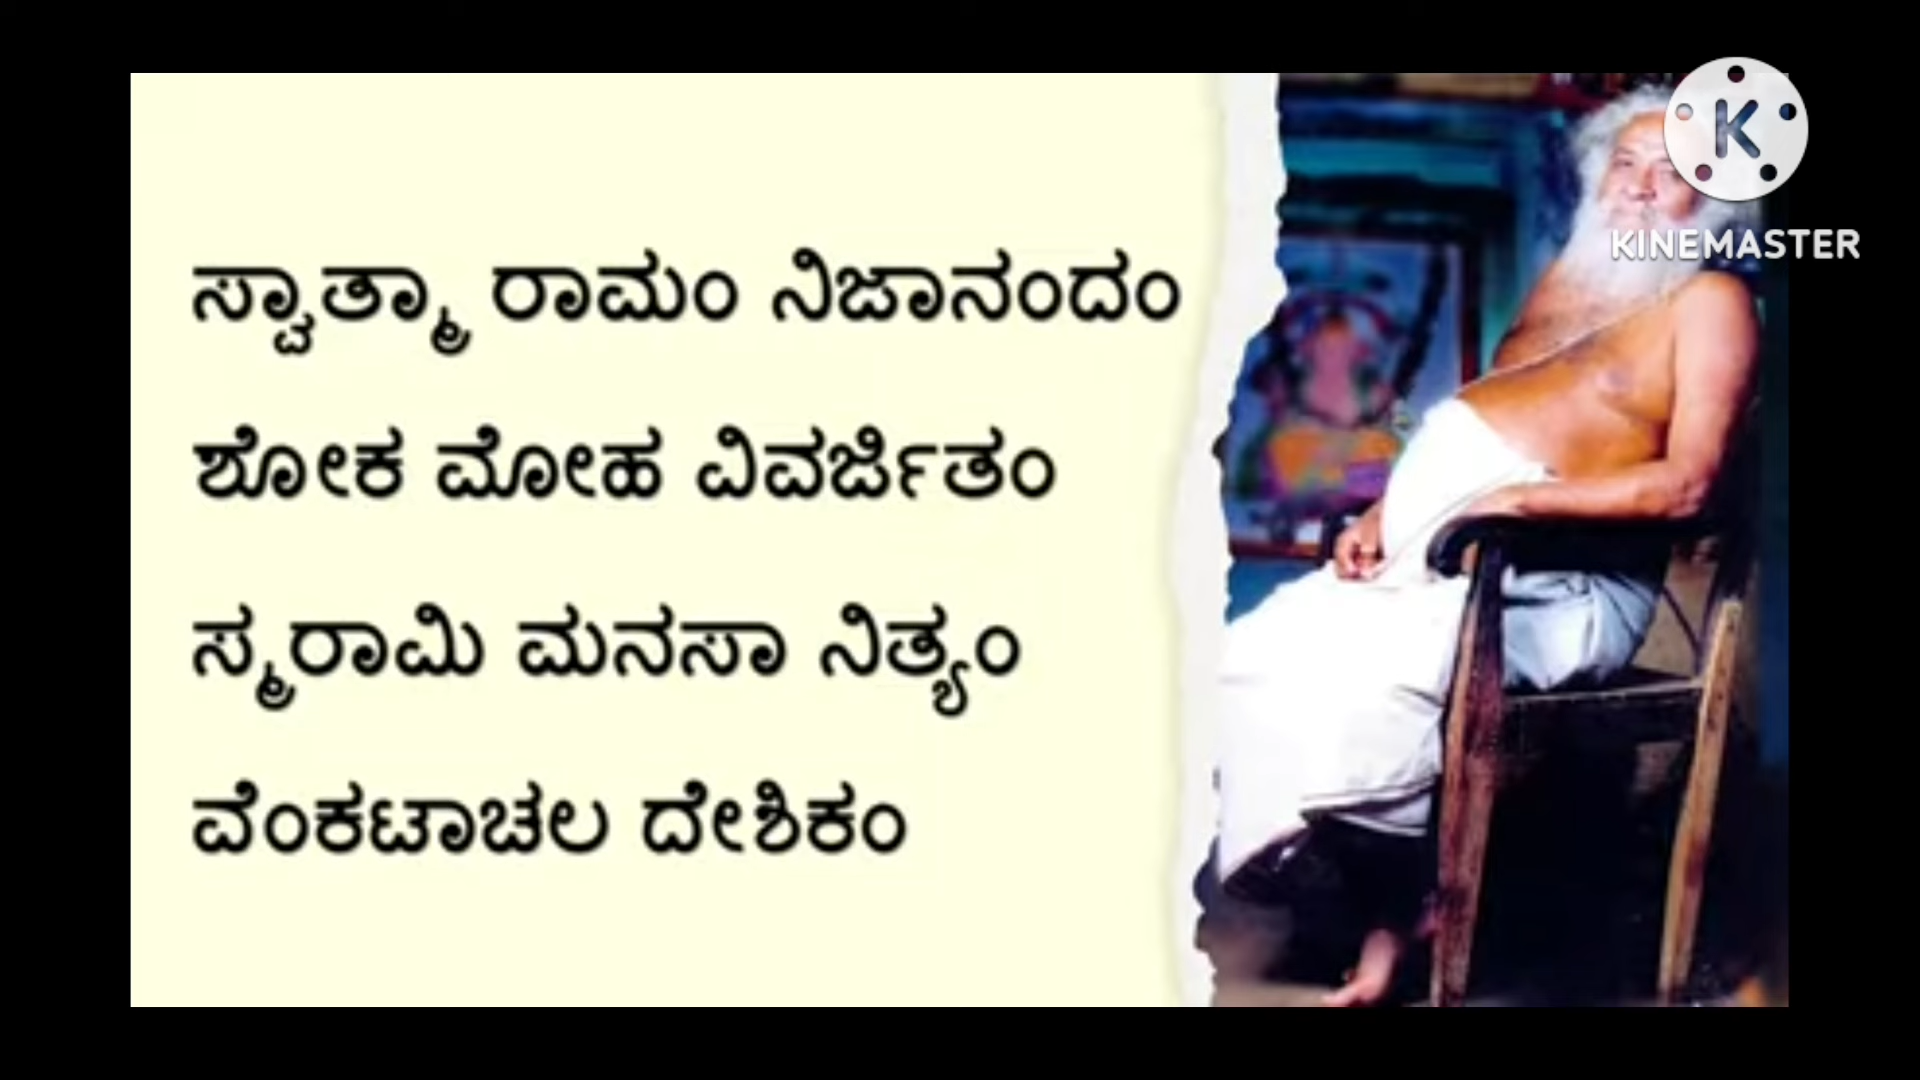 ಸ್ವಾತ್ಮಾ ರಾಮಂ ನಿಜಾನಂದಂ
ಶೋಕ ಮೋಹ ವಿವರ್ಜಿತಂ
ಸ್ಮರಾಮಿ ಮನಸಾ ನಿತ್ಯಂ
ವೆಂಕಟಾಚಲ ದೇಶಿಕಂ
K
KINEMASTER